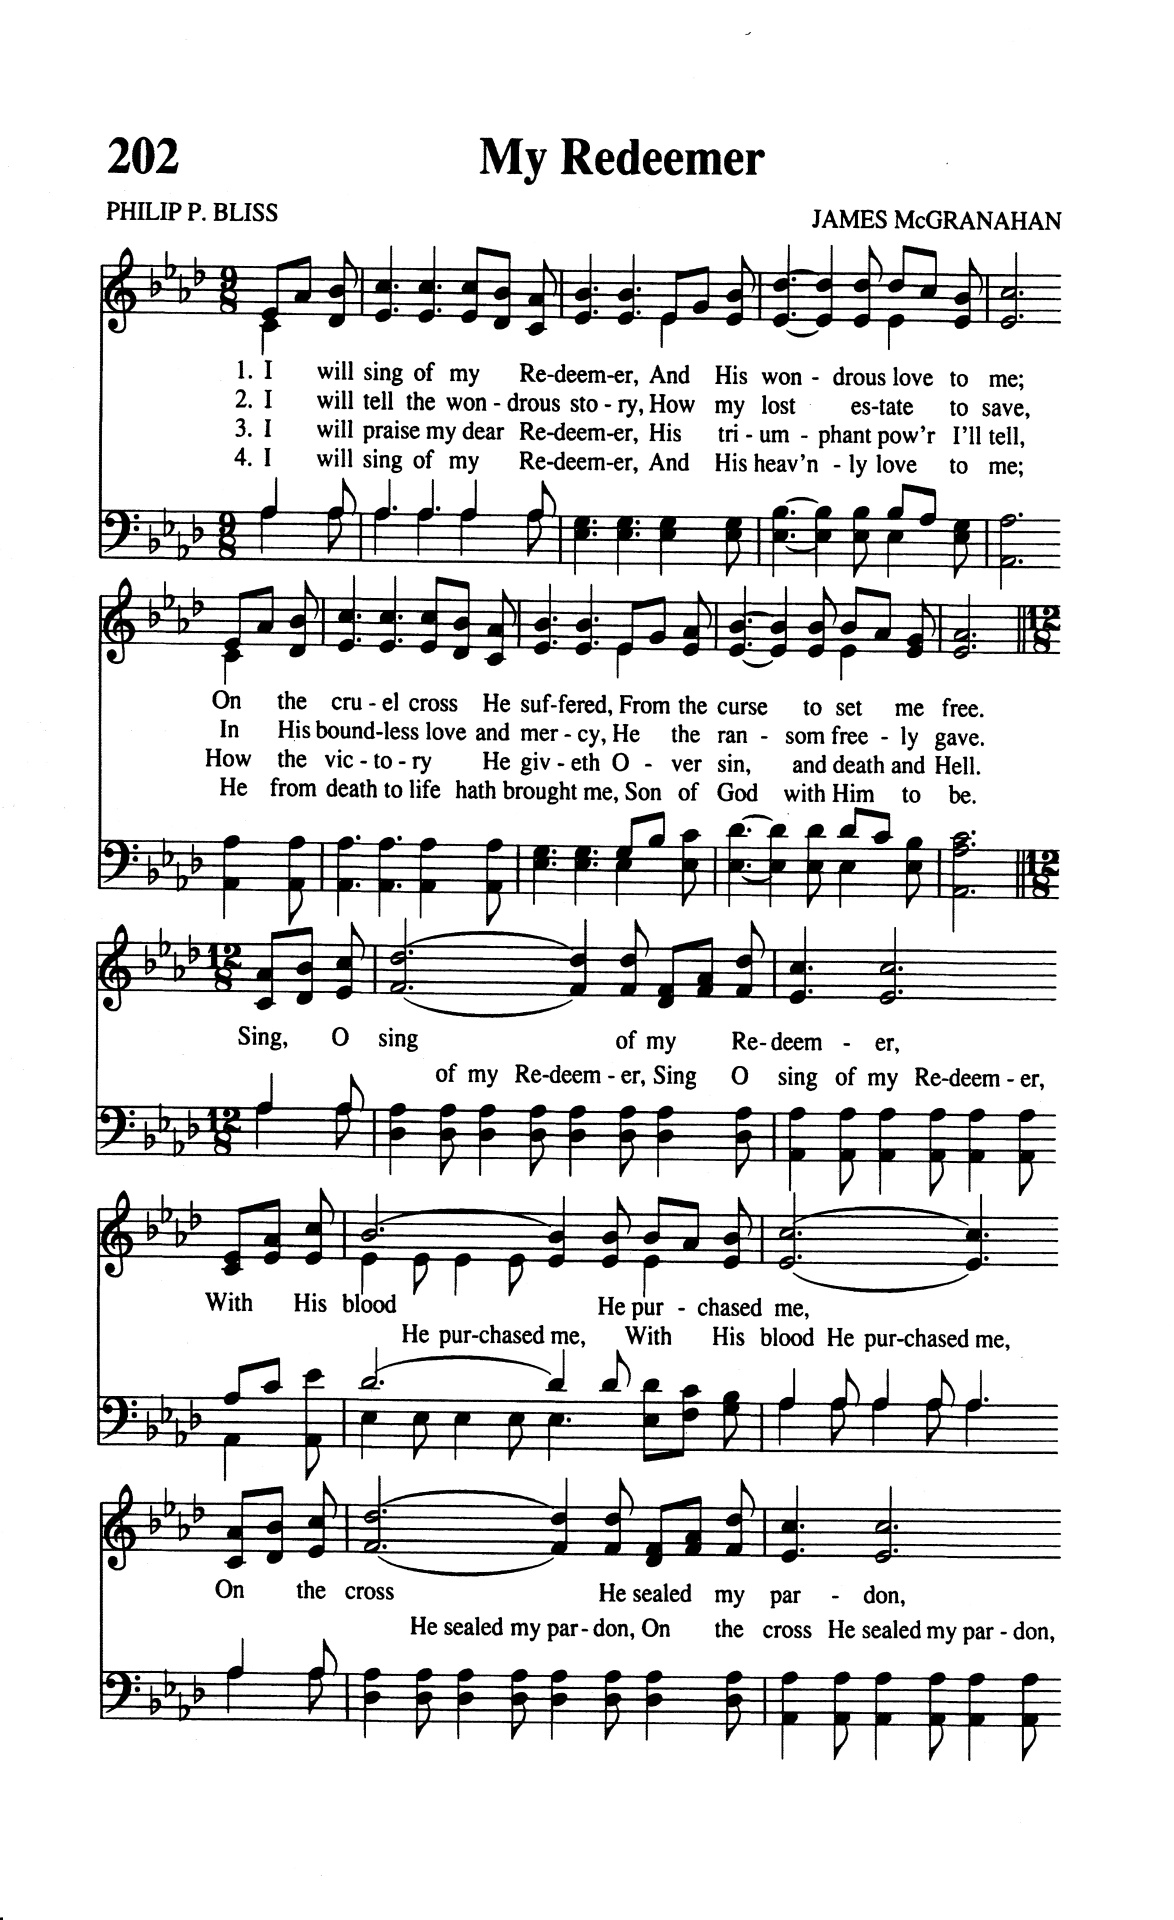 202 My Redeemer
PHILIP P. BLISS
JAMES McGRANAHAN
9 8
1. I will sing of my Re-deem-er, And His won - drous love to me;
2. I will tell the won - drous sto - ry, How my lost es-tate to save,
3. I will praise my dear Re-deem-er, His tri - um - phant pow'r I'll tell,
4. I will sing of my Re-deem-er, And His heav'n - ly love to me;
9 8
12 8
On the cru - el cross He suf-fered, From the curse to set me free.
In His bound-less love and mer - cy, He the ran - som free - ly gave.
How the vic - to - ry He giv - eth O - ver sin, and death and Hell.
He from death to life hath brought me, Son of God with Him to be.
12 8
12 8
Sing, O sing of my Re- deem - er,
of my Re-deem - er, Sing O sing of my Re-deem - er,
12 8
With His blood He pur - chased me,
He pur-chased me, With His blood He pur-chased me,
On the cross He sealed my par - don,
He sealed my par - don, On the cross He sealed my par - don,